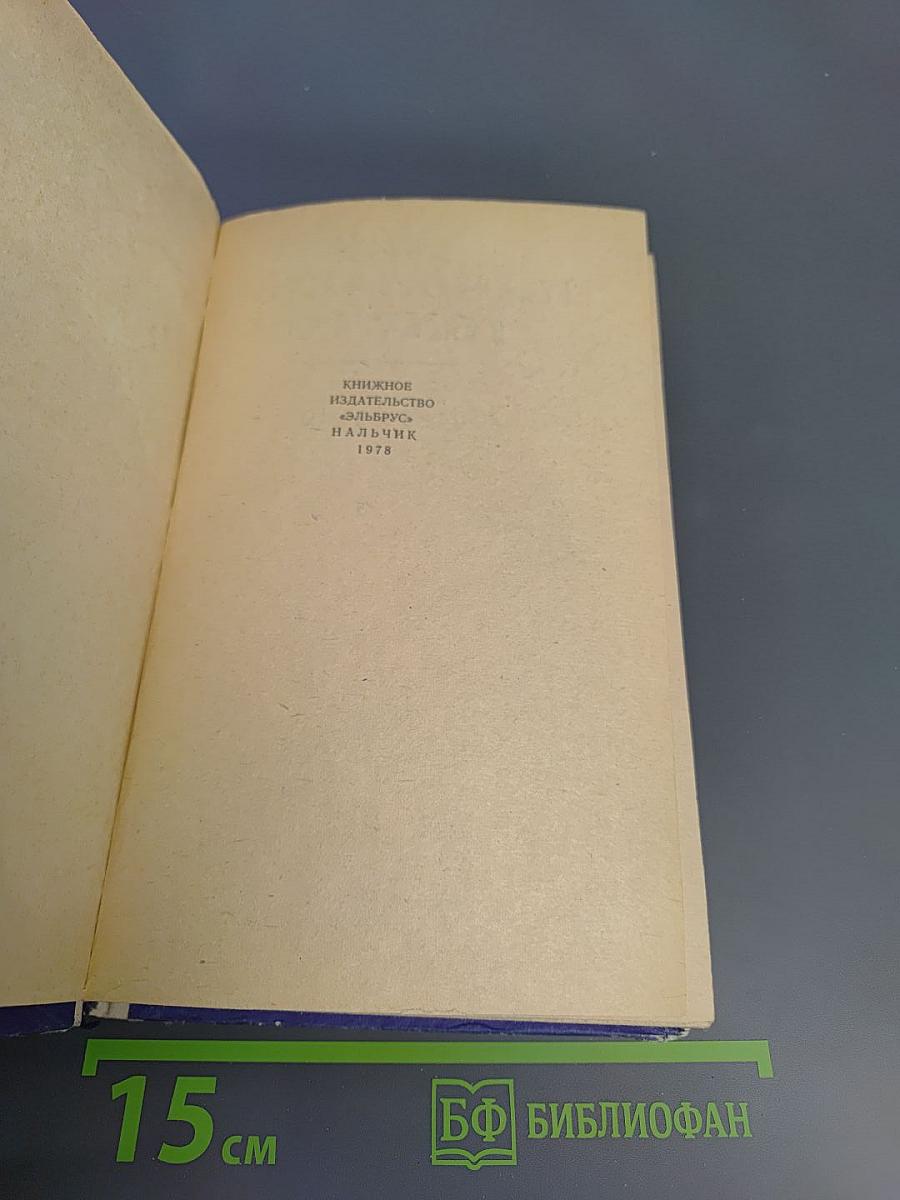 КНИЖНОЕ
ИЗДАТЕЛЬСТВО
«ЭЛЬБРУС»
НАЛЬЧИК
1978
15 см
БФ БИБЛИОФАН